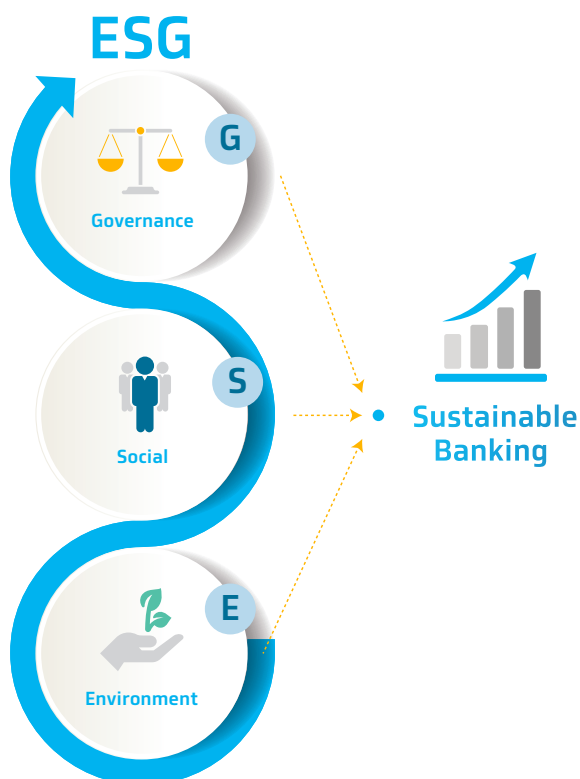 ESG
G
Governance
S
Social
Sustainable
Banking
E
Environment